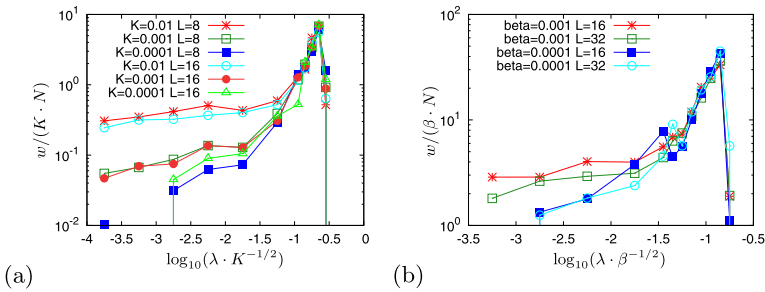 K=0.01 L=8
K=0.001 L=8
K=0.0001 L=8
K=0.01 L=16
K=0.001 L=16
K=0.0001 L=16
10^2
10^1
10^0
10^-1
10^-2
w/(K · N)
-4 -3.5 -3 -2.5 -2 -1.5 -1 -0.5 0
log_10(λ · K^{-1/2})
(a)
beta=0.001 L=16
beta=0.001 L=32
beta=0.0001 L=16
beta=0.0001 L=32
10^2
10^1
10^0
w/(β · N)
-3.5 -3 -2.5 -2 -1.5 -1 -0.5
log_10(λ · β^{-1/2})
(b)